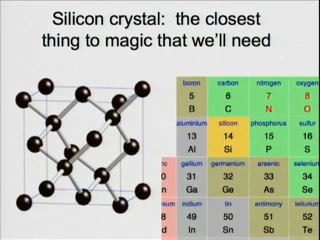 Silicon crystal:  the closest
thing to magic that we'll need
boron carbon nitrogen oxygen
5 6 7 8
B C N O
aluminium silicon phosphorus sulfur
13 14 15 16
Al Si P S
gallium germanium arsenic selenium
31 32 33 34
Ga Ge As Se
indium tin antimony tellurium
49 50 51 52
In Sn Sb Te